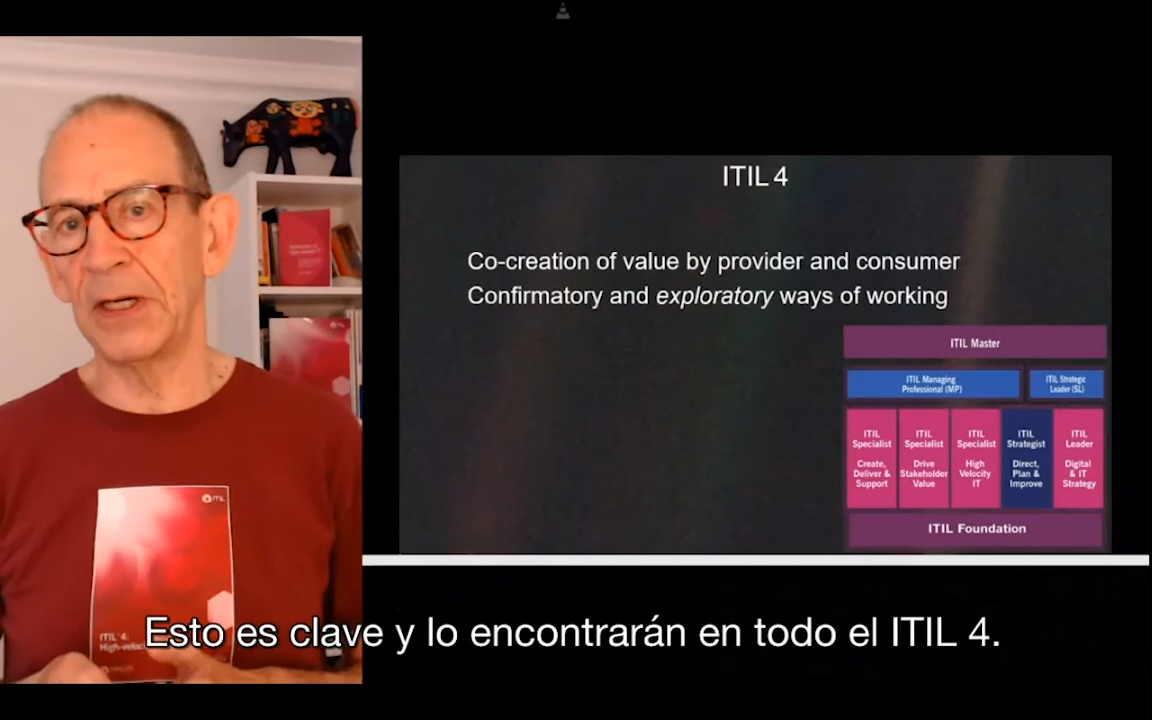 ITIL 4
Co-creation of value by provider and consumer
Confirmatory and exploratory ways of working
ITIL Master
ITIL Managing
Professional (MP)
ITIL Strategic
Leader (SL)
ITIL
Specialist
Create,
Deliver &
Support
ITIL
Specialist
Drive
Stakeholder
Value
ITIL
Specialist
High
Velocity
IT
ITIL
Strategist
Direct,
Plan &
Improve
ITIL
Leader
Digital
& IT
Strategy
ITIL Foundation
ITIL
ITIL 4:
Esto es clave y lo encontrarán en todo el ITIL 4.